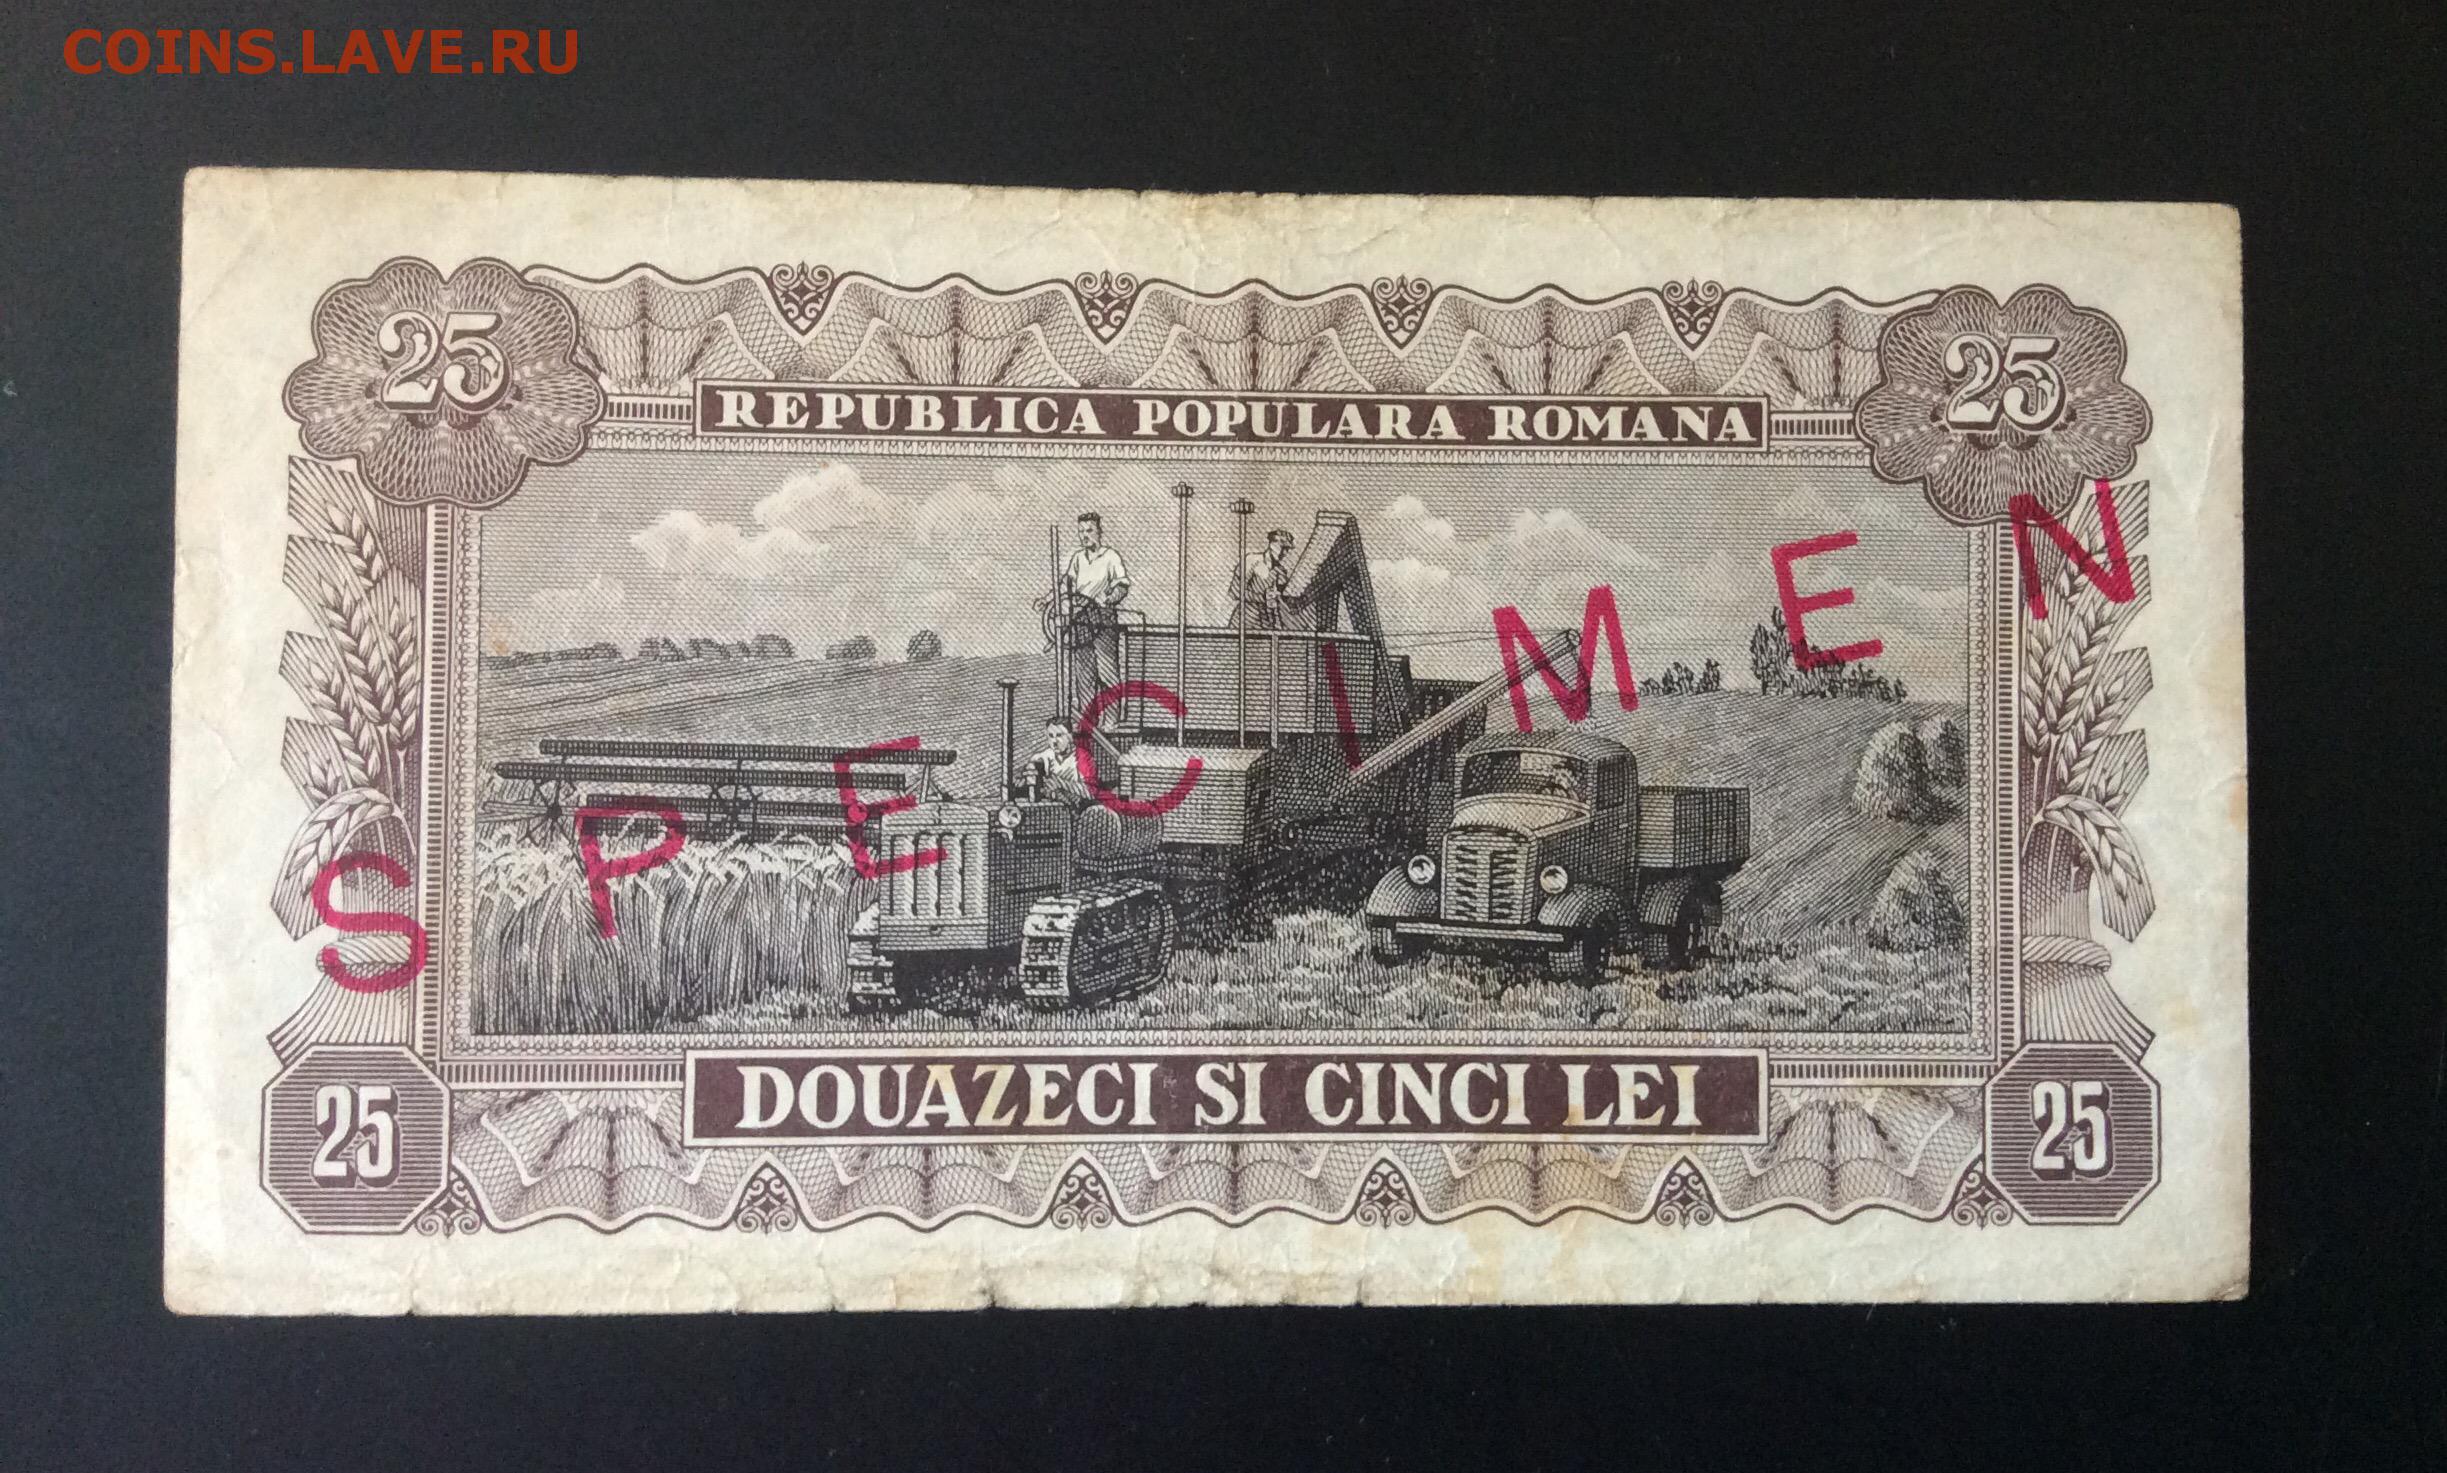 COINS.LAVE.RU
25 25
REPUBLICA POPULARA ROMANA
SPECIMEN
DOUAZECI SI CINCI LEI
25 25